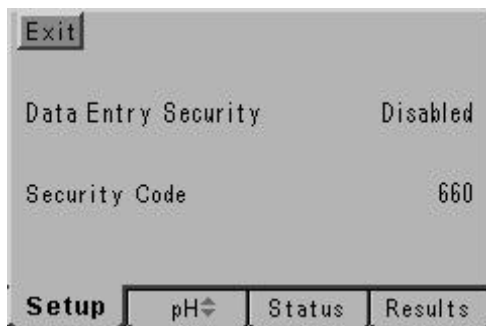 Exit
Data Entry Security Disabled
Security Code 660
Setup pH Status Results